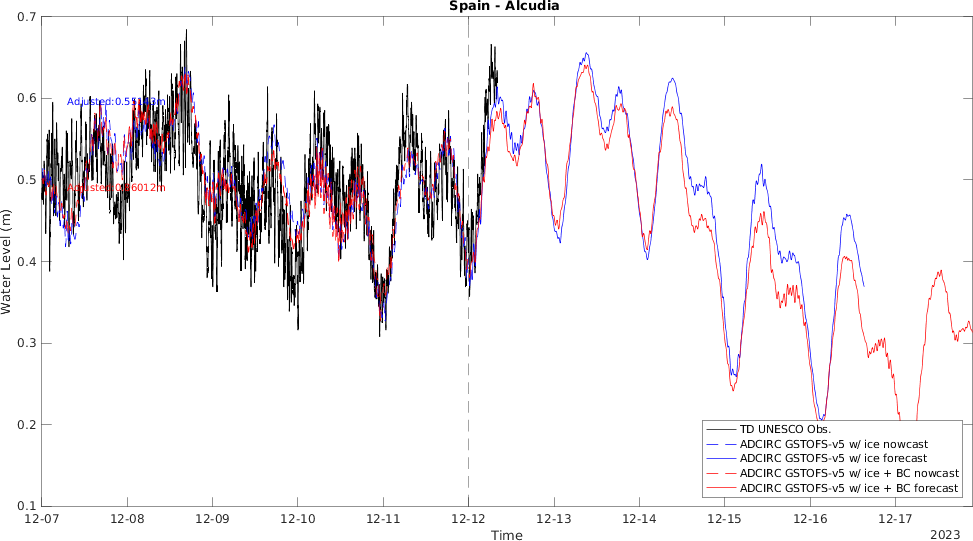 Spain - Alcudia
0.7
0.6
0.5
0.4
0.3
0.2
0.1
Water Level (m)
12-07
12-08
12-09
12-10
12-11
12-12
12-13
12-14
12-15
12-16
12-17
Time
2023
TD UNESCO Obs.
ADCIRC GSTOFS-v5 w/ ice nowcast
ADCIRC GSTOFS-v5 w/ ice forecast
ADCIRC GSTOFS-v5 w/ ice + BC nowcast
ADCIRC GSTOFS-v5 w/ ice + BC forecast